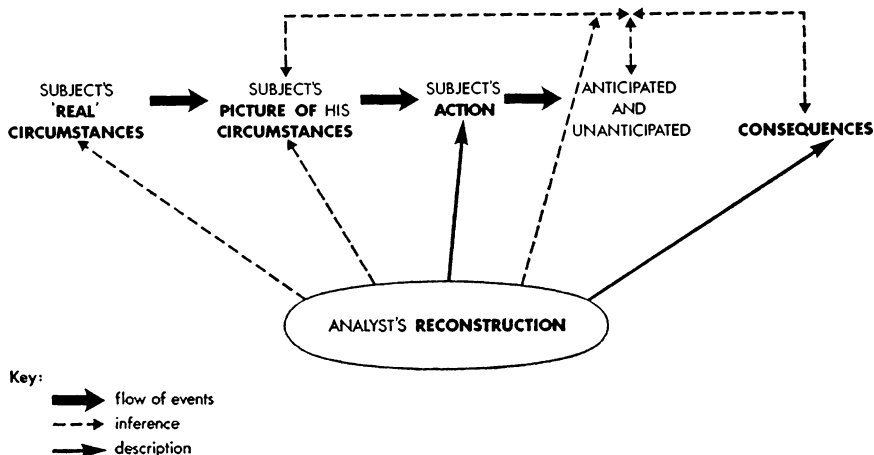 SUBJECT'S
'REAL'
CIRCUMSTANCES
SUBJECT'S
PICTURE OF HIS
CIRCUMSTANCES
SUBJECT'S
ACTION
ANTICIPATED
AND
UNANTICIPATED
CONSEQUENCES
ANALYST'S RECONSTRUCTION
Key:
flow of events
inference
description